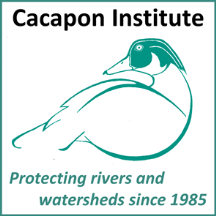 Cacapon Institute
Protecting rivers and
watersheds since 1985